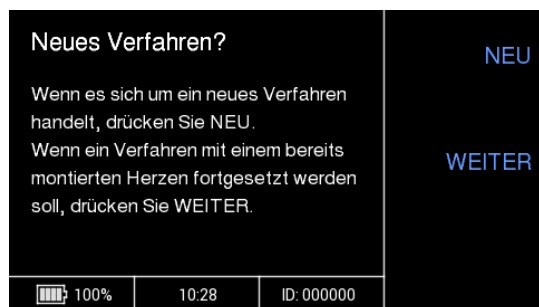 Neues Verfahren?
NEU
Wenn es sich um ein neues Verfahren
handelt, drücken Sie NEU.
Wenn ein Verfahren mit einem bereits
montierten Herzen fortgesetzt werden
soll, drücken Sie WEITER.
WEITER
100%
10:28
ID: 000000